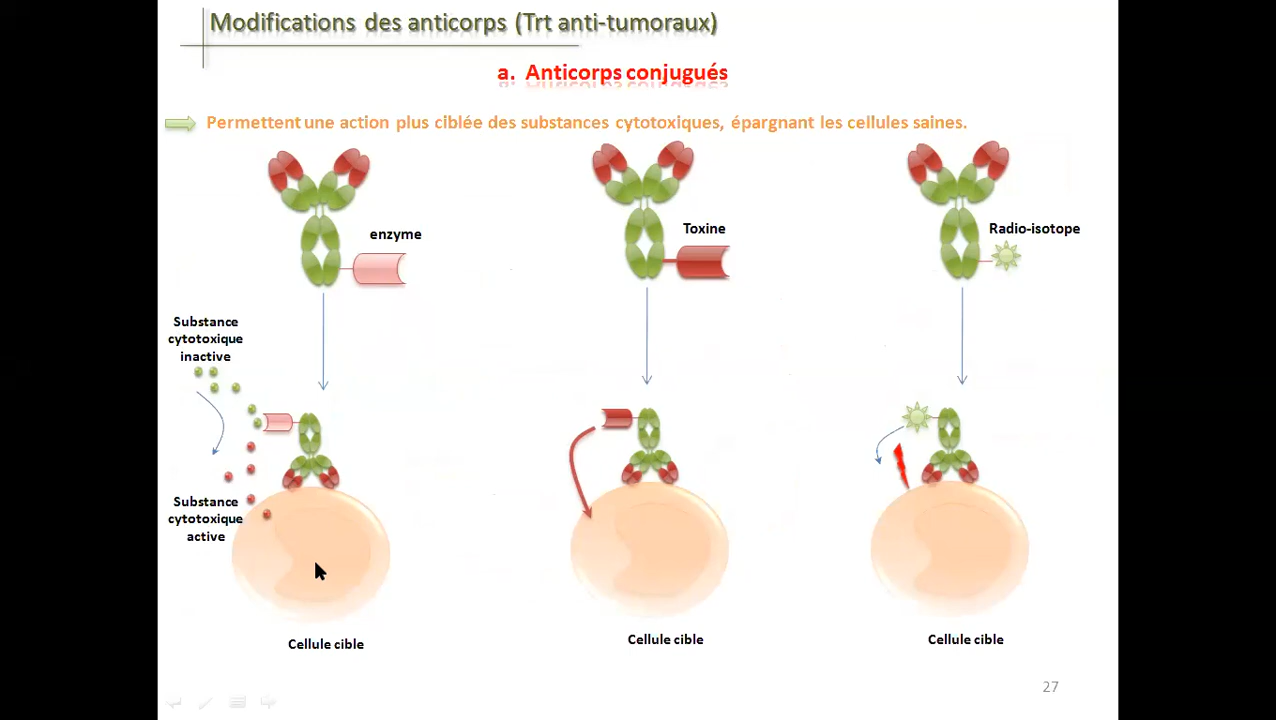 Modifications des anticorps (Trt anti-tumoraux)
a. Anticorps conjugués
Permettent une action plus ciblée des substances cytotoxiques, épargnant les cellules saines.
enzyme
Toxine
Radio-isotope
Substance
cytotoxique
inactive
Substance
cytotoxique
active
Cellule cible
Cellule cible
Cellule cible
27